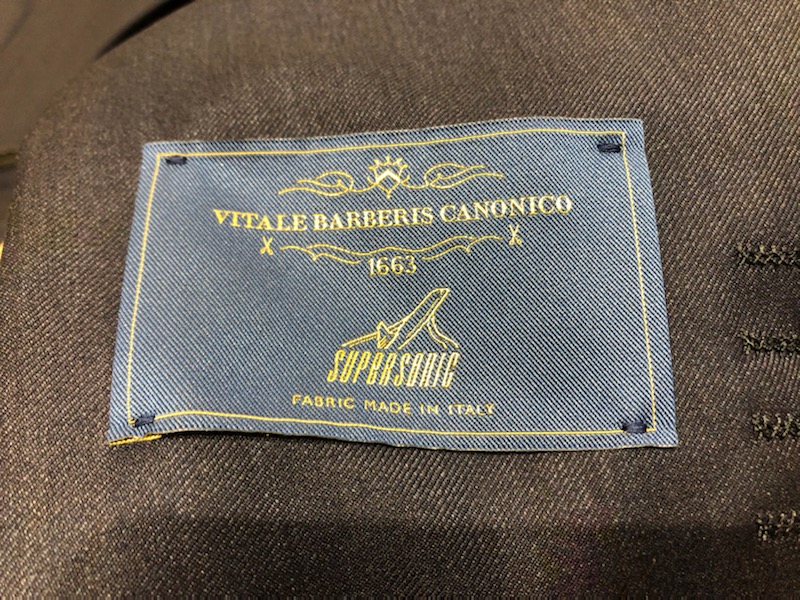 VITALE BARBERIS CANONICO
1663
SUPERSONIC
FABRIC MADE IN ITALY